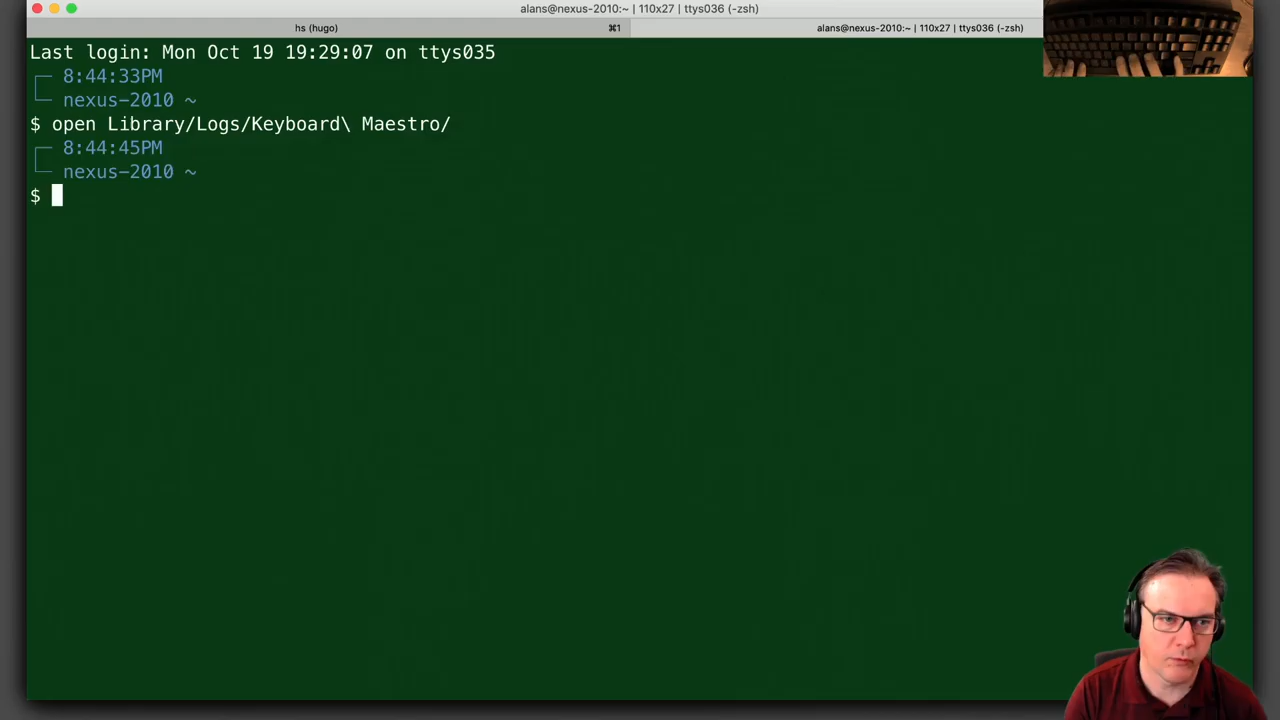 alans@nexus-2010:~ | 110x27 | ttys036 (-zsh)
hs (hugo) ⌘1 alans@nexus-2010:~ | 110x27 | ttys036 (-zsh)
Last login: Mon Oct 19 19:29:07 on ttys035
8:44:33PM
nexus-2010 ~
$ open Library/Logs/Keyboard\ Maestro/
8:44:45PM
nexus-2010 ~
$